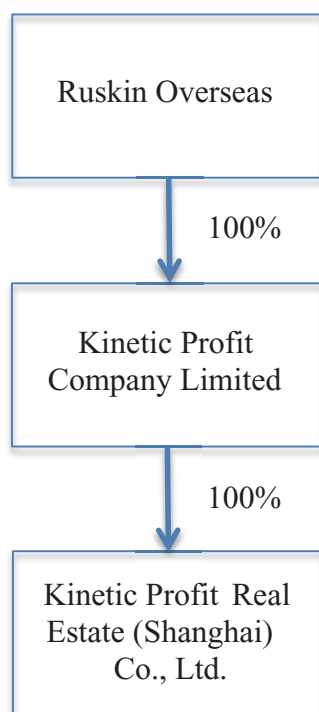 Ruskin Overseas
100%
Kinetic Profit
Company Limited
100%
Kinetic Profit Real
Estate (Shanghai)
Co., Ltd.